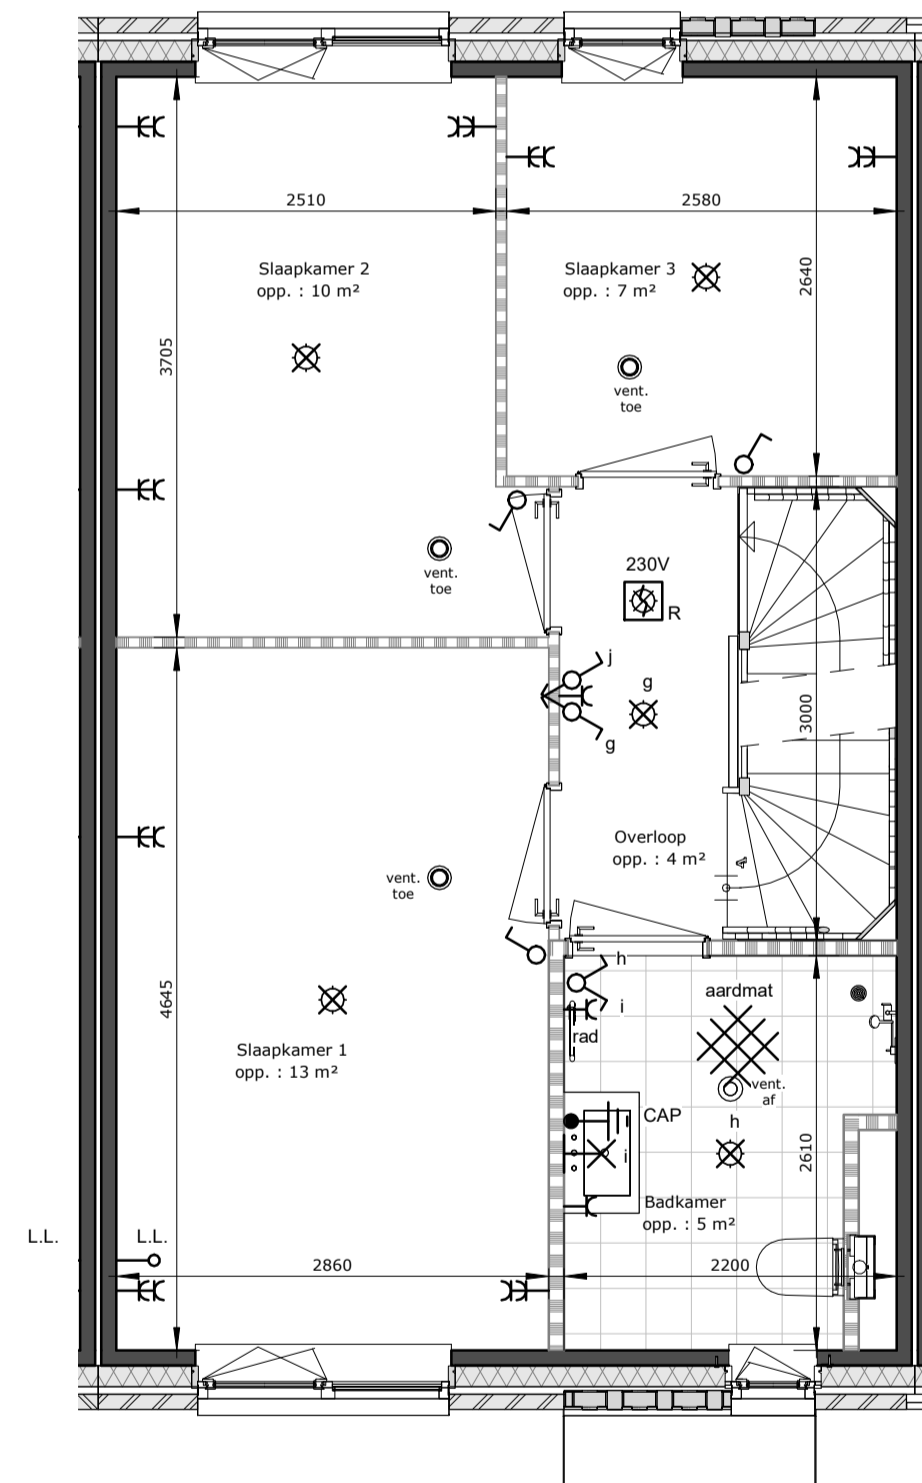 2510
2580
Slaapkamer 2
opp. : 10 m²
Slaapkamer 3
opp. : 7 m²
2640
3705
vent.
toe
vent.
toe
230V
R
j
g
g
3000
Overloop
opp. : 4 m²
A
vent.
toe
4645
Slaapkamer 1
opp. : 13 m²
h
i
rad
aardmat
vent.
af
CAP
h
ii
2610
Badkamer
opp. : 5 m²
L.L.
L.L.
2860
2200